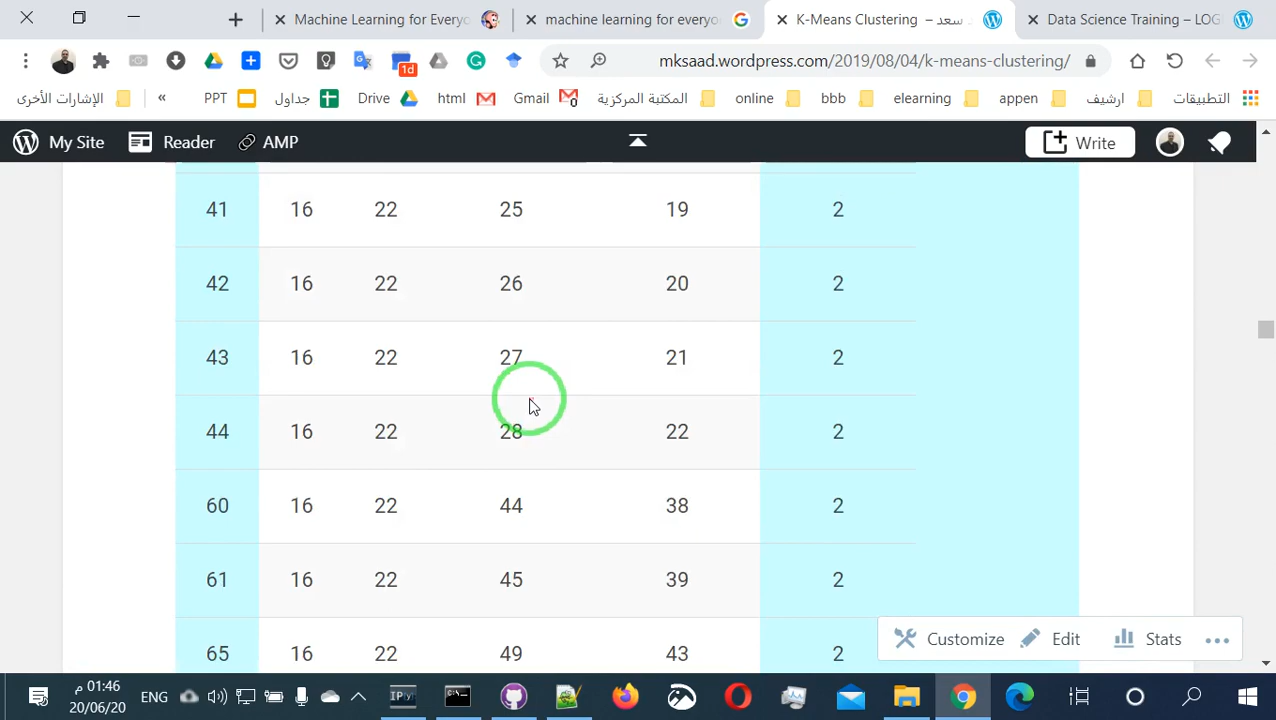 Machine Learning for Everyo
machine learning for everyo
K-Means Clustering – سعد
Data Science Training – LOG
mksaad.wordpress.com/2019/08/04/k-means-clustering/
1d
الإشارات الأخرى
«
PPT
جداول
Drive
html
Gmail
المكتبة المركزية
online
bbb
elearning
appen
ارشيف
التطبيقات
My Site
Reader
AMP
Write
41 16 22 25 19 2
42 16 22 26 20 2
43 16 22 27 21 2
44 16 22 28 22 2
60 16 22 44 38 2
61 16 22 45 39 2
65 16 22 49 43 2
Customize
Edit
Stats
01:46 م
20/06/20
ENG